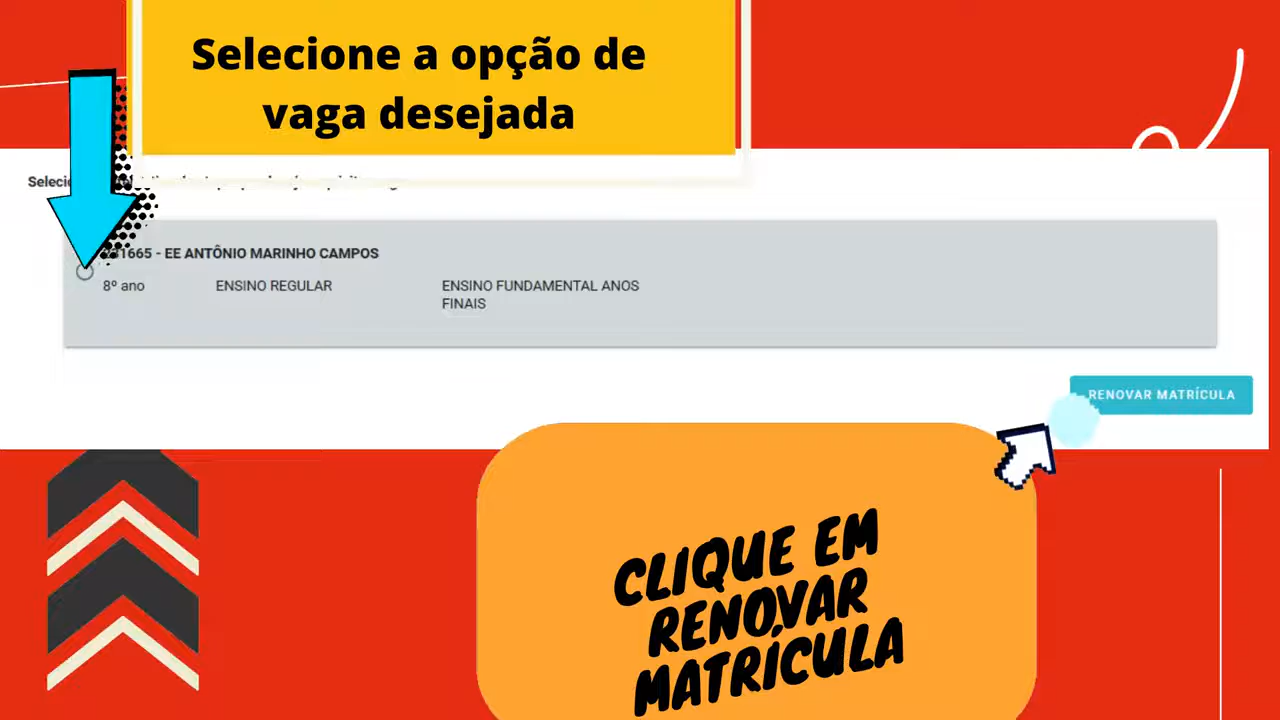 Selecione a opção de
vaga desejada
1665 - EE ANTÔNIO MARINHO CAMPOS
8º ano ENSINO REGULAR ENSINO FUNDAMENTAL ANOS
FINAIS
RENOVAR MATRÍCULA
CLIQUE EM
RENOVAR
MATRÍCULA